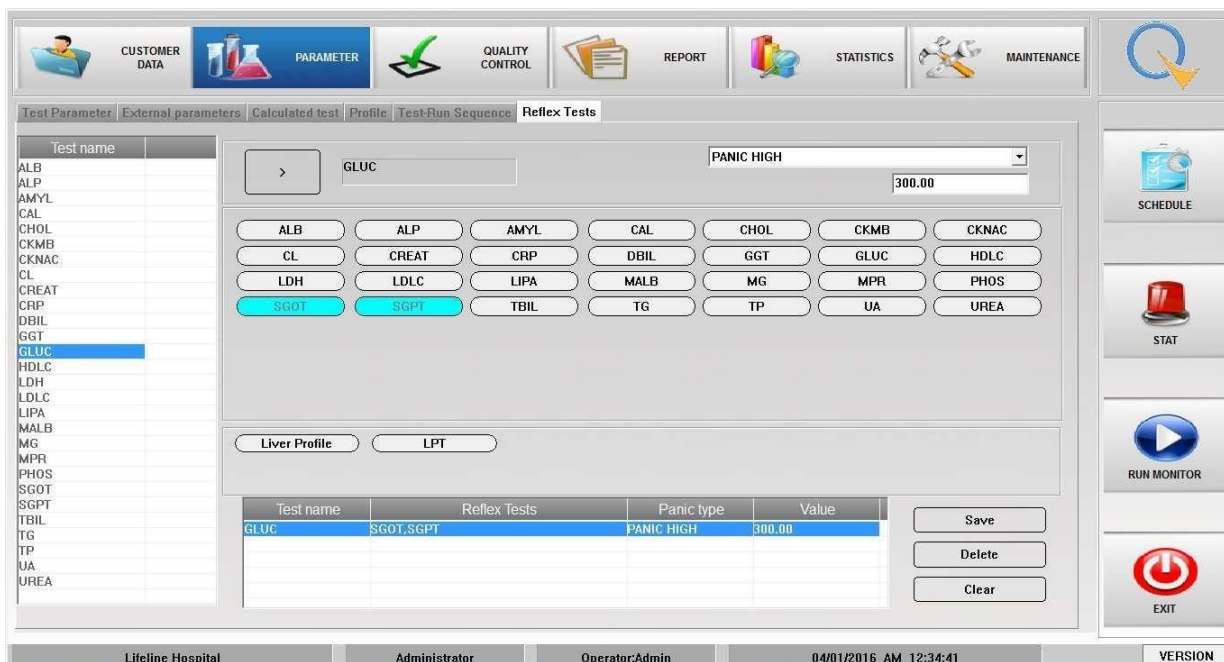 CUSTOMER DATA
PARAMETER
QUALITY CONTROL
REPORT
STATISTICS
MAINTENANCE
Test Parameter External parameters Calculated test Profile Test-Run Sequence Reflex Tests
Test name
ALB
ALP
AMYL
CAL
CHOL
CKMB
CKNAC
CL
CREAT
CRP
DBIL
GGT
GLUC
HDLC
LDH
LDLC
LIPA
MALB
MG
MPR
PHOS
SGOT
SGPT
TBIL
TG
TP
UA
UREA
> GLUC PANIC HIGH
300.00
ALB ALP AMYL CAL CHOL CKMB CKNAC
CL CREAT CRP DBIL GGT GLUC HDLC
LDH LDLC LIPA MALB MG MPR PHOS
SGOT SGPT TBIL TG TP UA UREA
Liver Profile LPT
Test name Reflex Tests Panic type Value
GLUC SGOT,SGPT PANIC HIGH 300.00
Save
Delete
Clear
SCHEDULE
STAT
RUN MONITOR
EXIT
Lifeline Hospital Administrator Operator:Admin 04/01/2016 AM 12:34:41 VERSION